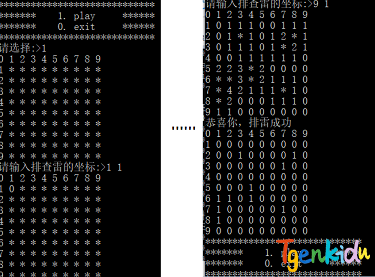 *****************************
*******   1. play   ******
*******   0. exit   ******
*****************************
请选择:>1
0 1 2 3 4 5 6 7 8 9
1 * * * * * * * * *
2 * * * * * * * * *
3 * * * * * * * * *
4 * * * * * * * * *
5 * * * * * * * * *
6 * * * * * * * * *
7 * * * * * * * * *
8 * * * * * * * * *
9 * * * * * * * * *
请输入排查雷的坐标:>1 1
0 1 2 3 4 5 6 7 8 9
1 0 * * * * * * * *
2 * * * * * * * * *
3 * * * * * * * * *
4 * * * * * * * * *
5 * * * * * * * * *
6 * * * * * * * * *
7 * * * * * * * * *
8 * * * * * * * * *
9 * * * * * * * * *
......
请输入排查雷的坐标:>9 1
0 1 2 3 4 5 6 7 8 9
1 0 1 1 1 0 0 1 1 1
2 0 1 * 1 0 1 2 * 1
3 0 1 1 1 0 1 * 2 1
4 0 0 1 1 1 1 1 1 0
5 2 2 3 * 2 0 0 0 0
6 * * 3 * 2 1 1 1 0
7 * 4 2 1 1 1 * 1 0
8 * 2 0 0 0 1 1 1 0
9 1 1 0 0 0 0 0 0 0
恭喜你，排雷成功
0 1 2 3 4 5 6 7 8 9
1 0 0 0 0 0 0 0 0 0
2 0 0 1 0 0 0 0 1 0
3 0 0 0 0 0 0 1 0 0
4 0 0 0 0 0 0 0 0 0
5 0 0 0 1 0 0 0 0 0
6 1 1 0 1 0 0 0 0 0
7 1 0 0 0 0 0 1 0 0
8 1 0 0 0 0 0 0 0 0
9 0 0 0 0 0 0 0 0 0
Tgenkidu